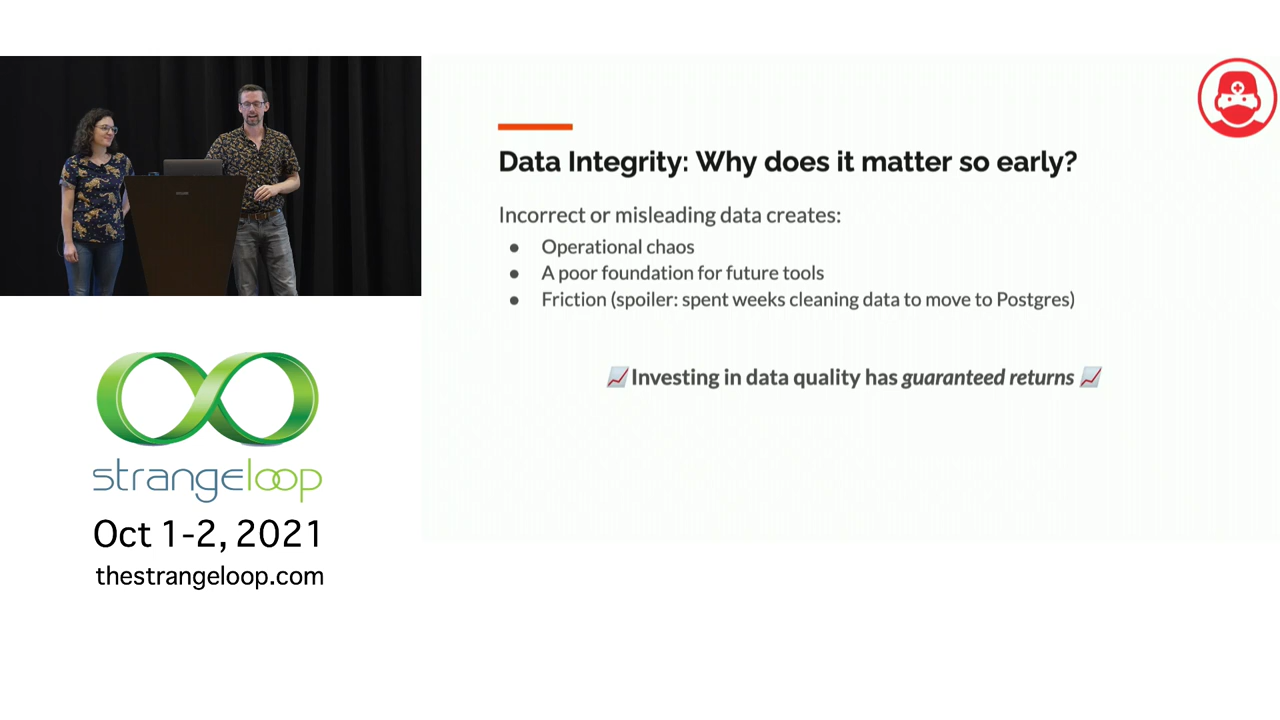 Data Integrity: Why does it matter so early?
Incorrect or misleading data creates:
● Operational chaos
● A poor foundation for future tools
● Friction (spoiler: spent weeks cleaning data to move to Postgres)
📈 Investing in data quality has guaranteed returns 📈
strangeloop
Oct 1-2, 2021
thestrangeloop.com